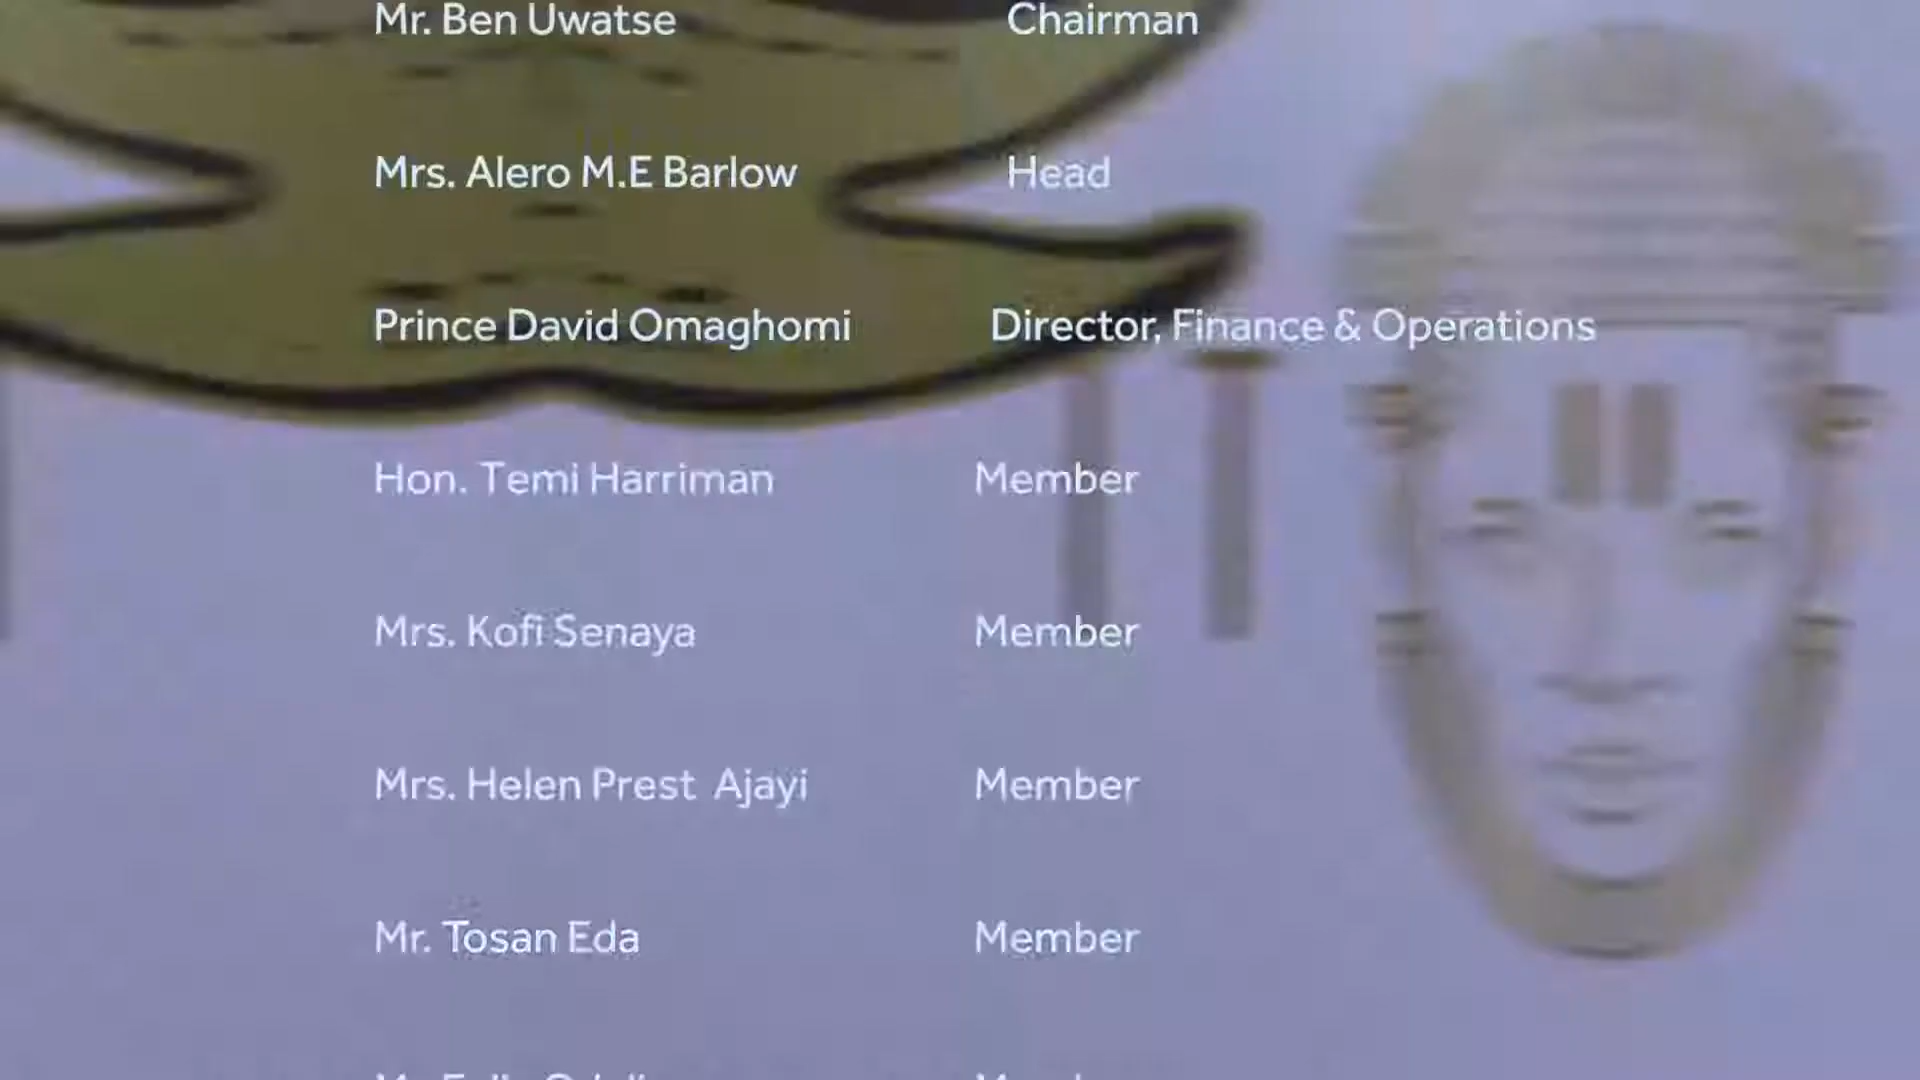 Mr. Ben Uwatse Chairman
Mrs. Alero M.E Barlow Head
Prince David Omaghomi Director, Finance & Operations
Hon. Temi Harriman Member
Mrs. Kofi Senaya Member
Mrs. Helen Prest Ajayi Member
Mr. Tosan Eda Member